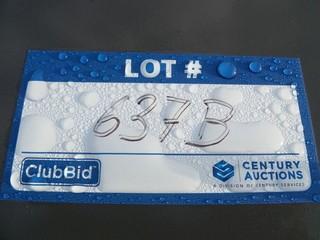 LOT #
637B
ClubBid
CENTURY
AUCTIONS
A DIVISION OF CENTURY SERVICES